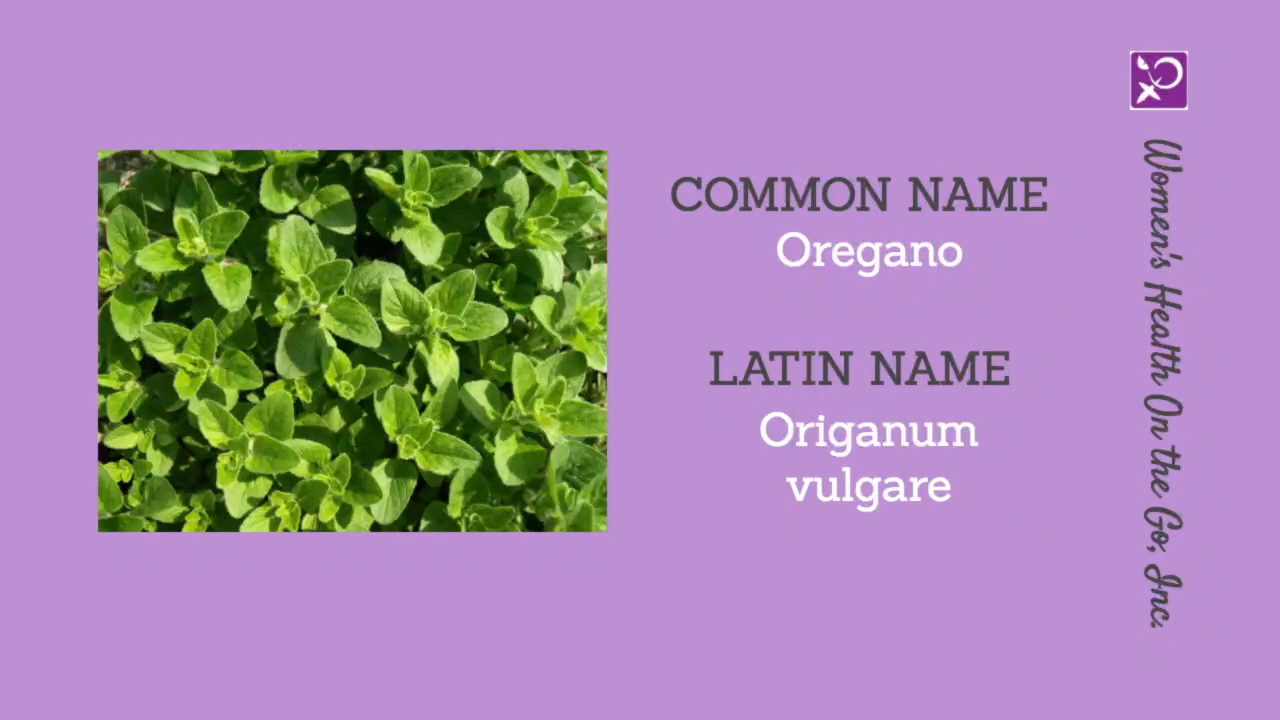 COMMON NAME
Oregano
LATIN NAME
Origanum
vulgare
Women's Health On the Go, Inc.